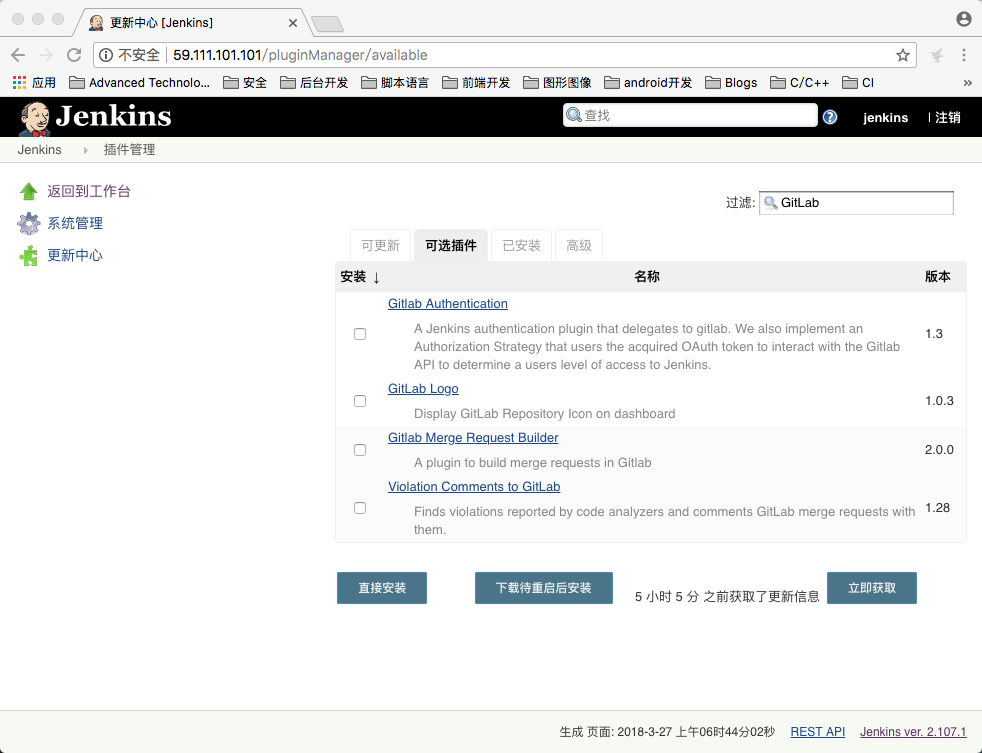 更新中心 [Jenkins]
不安全 59.111.101.101/pluginManager/available
应用 Advanced Technolo... 安全 后台开发 脚本语言 前端开发 图形图像 android开发 Blogs C/C++ CI »
Jenkins 查找 jenkins | 注销
Jenkins 插件管理
返回到工作台
系统管理
更新中心
过滤: GitLab
可更新 可选插件 已安装 高级
安装 ↓ 名称 版本
Gitlab Authentication
A Jenkins authentication plugin that delegates to gitlab. We also implement an
Authorization Strategy that users the acquired OAuth token to interact with the Gitlab
API to determine a users level of access to Jenkins.
1.3
GitLab Logo
Display GitLab Repository Icon on dashboard
1.0.3
Gitlab Merge Request Builder
A plugin to build merge requests in Gitlab
2.0.0
Violation Comments to GitLab
Finds violations reported by code analyzers and comments GitLab merge requests with
them.
1.28
直接安装 下载待重启后安装 5 小时 5 分 之前获取了更新信息 立即获取
生成 页面: 2018-3-27 上午06时44分02秒 REST API Jenkins ver. 2.107.1